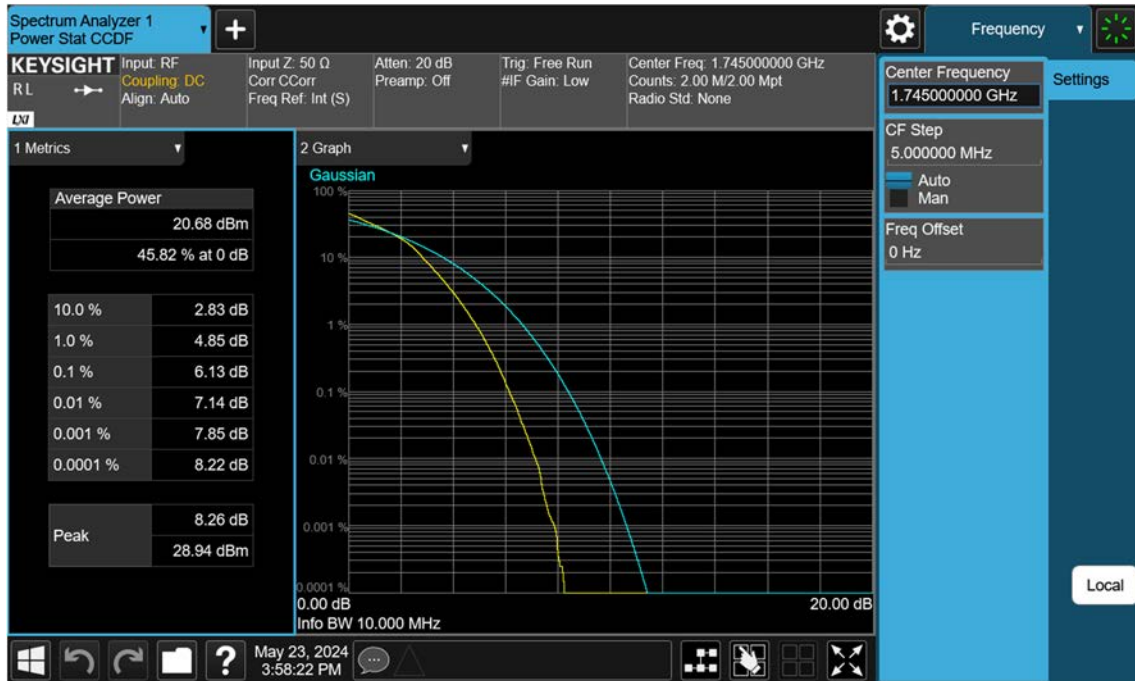 Spectrum Analyzer 1
Power Stat CCDF
+
Frequency
KEYSIGHT
R L
LXI
Input: RF
Coupling: DC
Align: Auto
Input Z: 50 Ω
Corr CCorr
Freq Ref: Int (S)
Atten: 20 dB
Preamp: Off
Trig: Free Run
#IF Gain: Low
Center Freq: 1.745000000 GHz
Counts: 2.00 M/2.00 Mpt
Radio Std: None
1 Metrics
Average Power
20.68 dBm
45.82 % at 0 dB
10.0 % 2.83 dB
1.0 % 4.85 dB
0.1 % 6.13 dB
0.01 % 7.14 dB
0.001 % 7.85 dB
0.0001 % 8.22 dB
Peak
8.26 dB
28.94 dBm
2 Graph
Gaussian
100 %
10 %
1 %
0.1 %
0.01 %
0.001 %
0.0001 %
0.00 dB 20.00 dB
Info BW 10.000 MHz
Center Frequency
1.745000000 GHz
CF Step
5.000000 MHz
Auto
Man
Freq Offset
0 Hz
Settings
Local
?
May 23, 2024
3:58:22 PM